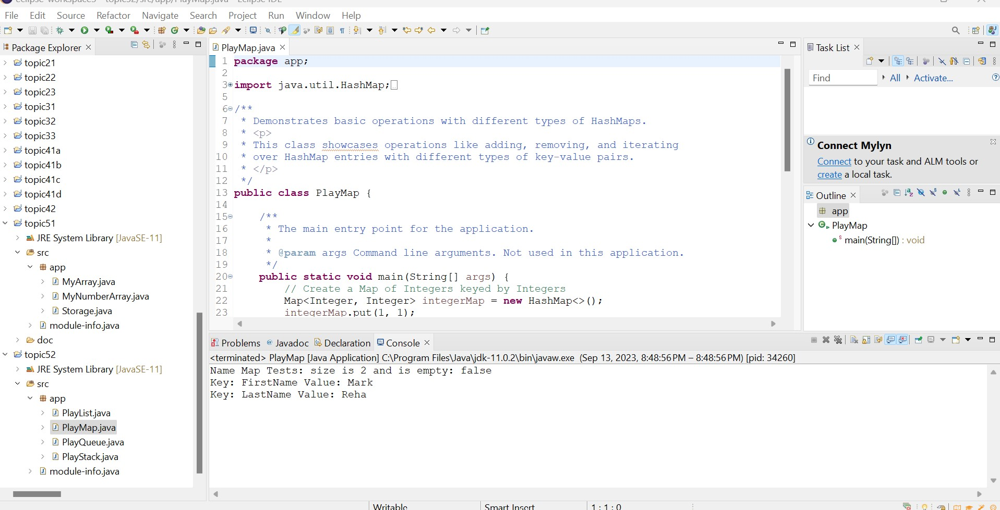 eclipse-workspace5 - topic52/src/app/PlayMap.java - Eclipse IDE
File Edit Source Refactor Navigate Search Project Run Window Help
Package Explorer
topic21
topic22
topic23
topic31
topic32
topic33
topic41a
topic41b
topic41c
topic41d
topic42
topic51
JRE System Library [JavaSE-11]
src
app
MyArray.java
MyNumberArray.java
Storage.java
module-info.java
doc
topic52
JRE System Library [JavaSE-11]
src
app
PlayList.java
PlayMap.java
PlayQueue.java
PlayStack.java
module-info.java
PlayMap.java
1 package app;
2
3 import java.util.HashMap;
5
6 /**
7 * Demonstrates basic operations with different types of HashMaps.
8 * <p>
9 * This class showcases operations like adding, removing, and iterating
10 * over HashMap entries with different types of key-value pairs.
11 * </p>
12 */
13 public class PlayMap {
14
15 /**
16 * The main entry point for the application.
17 *
18 * @param args Command line arguments. Not used in this application.
19 */
20 public static void main(String[] args) {
21 // Create a Map of Integers keyed by Integers
22 Map<Integer, Integer> integerMap = new HashMap<>();
23 integerMap.put(1, 1);
Task List
Find All Activate...
Connect Mylyn
Connect to your task and ALM tools or
create a local task.
Outline
app
PlayMap
main(String[]) : void
Problems @ Javadoc Declaration Console
<terminated> PlayMap [Java Application] C:\Program Files\Java\jdk-11.0.2\bin\javaw.exe (Sep 13, 2023, 8:48:56 PM – 8:48:56 PM) [pid: 34260]
Name Map Tests: size is 2 and is empty: false
Key: FirstName Value: Mark
Key: LastName Value: Reha
Writable Smart Insert 1 : 1 : 0